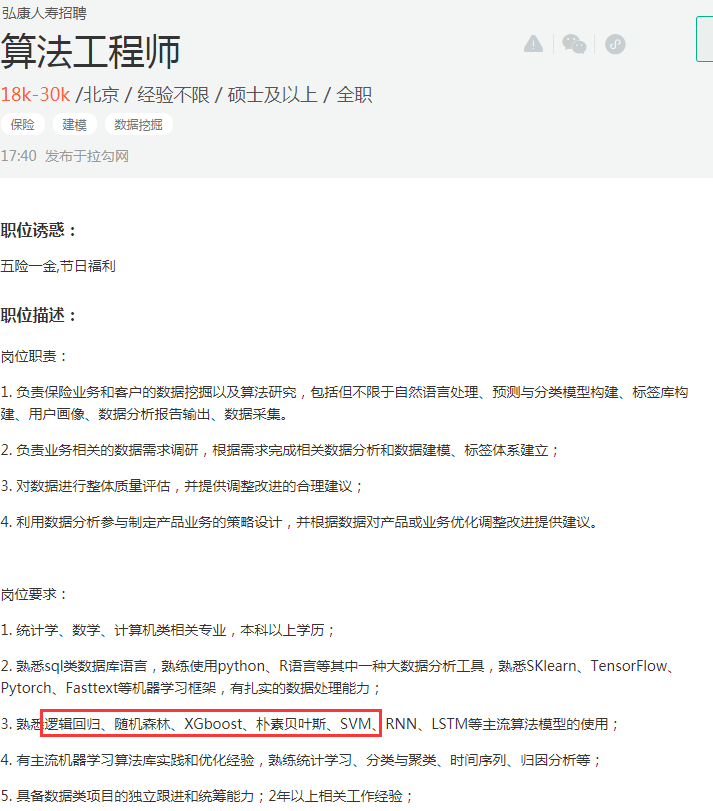 弘康人寿招聘
算法工程师
18k-30k /北京 / 经验不限 / 硕士及以上 / 全职
保险 建模 数据挖掘
17:40 发布于拉勾网
职位诱惑：
五险一金,节日福利
职位描述：
岗位职责：
1. 负责保险业务和客户的数据挖掘以及算法研究，包括但不限于自然语言处理、预测与分类模型构建、标签库构
建、用户画像、数据分析报告输出、数据采集。
2. 负责业务相关的数据需求调研，根据需求完成相关数据分析和数据建模、标签体系建立；
3. 对数据进行整体质量评估，并提供调整改进的合理建议；
4. 利用数据分析参与制定产品业务的策略设计，并根据数据对产品或业务优化调整改进提供建议。
岗位要求：
1. 统计学、数学、计算机类相关专业，本科以上学历；
2. 熟悉sql类数据库语言，熟练使用python、R语言等其中一种大数据分析工具，熟悉SKlearn、TensorFlow、
Pytorch、Fasttext等机器学习框架，有扎实的数据处理能力；
3. 熟悉逻辑回归、随机森林、XGboost、朴素贝叶斯、SVM、RNN、LSTM等主流算法模型的使用；
4. 有主流机器学习算法库实践和优化经验，熟练统计学习、分类与聚类、时间序列、归因分析等；
5. 具备数据类项目的独立跟进和统筹能力；2年以上相关工作经验；